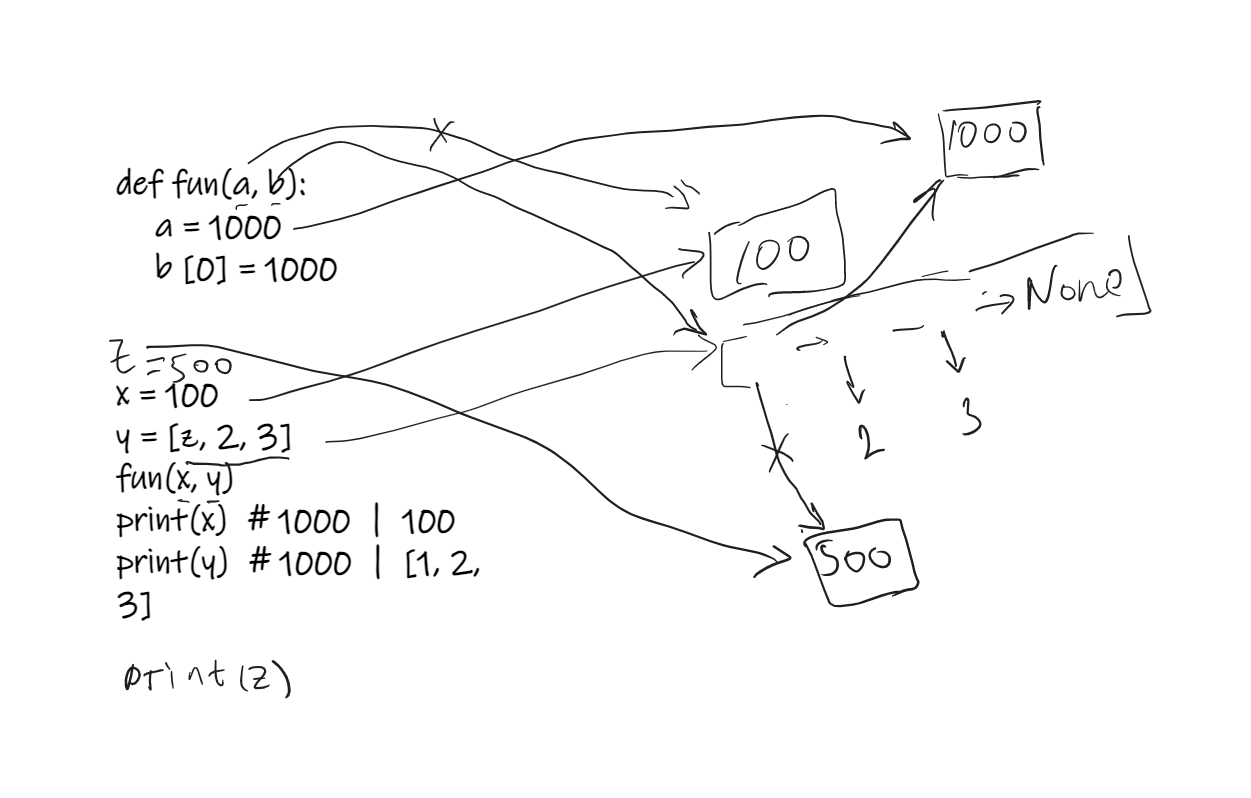 def fun(a, b):
a = 1000
b [0] = 1000
z = 500
x = 100
y = [z, 2, 3]
fun(x, y)
print(x) # 1000 | 100
print(y) # 1000 | [1, 2,
3]
print(z)
1000
100
None
2
3
500